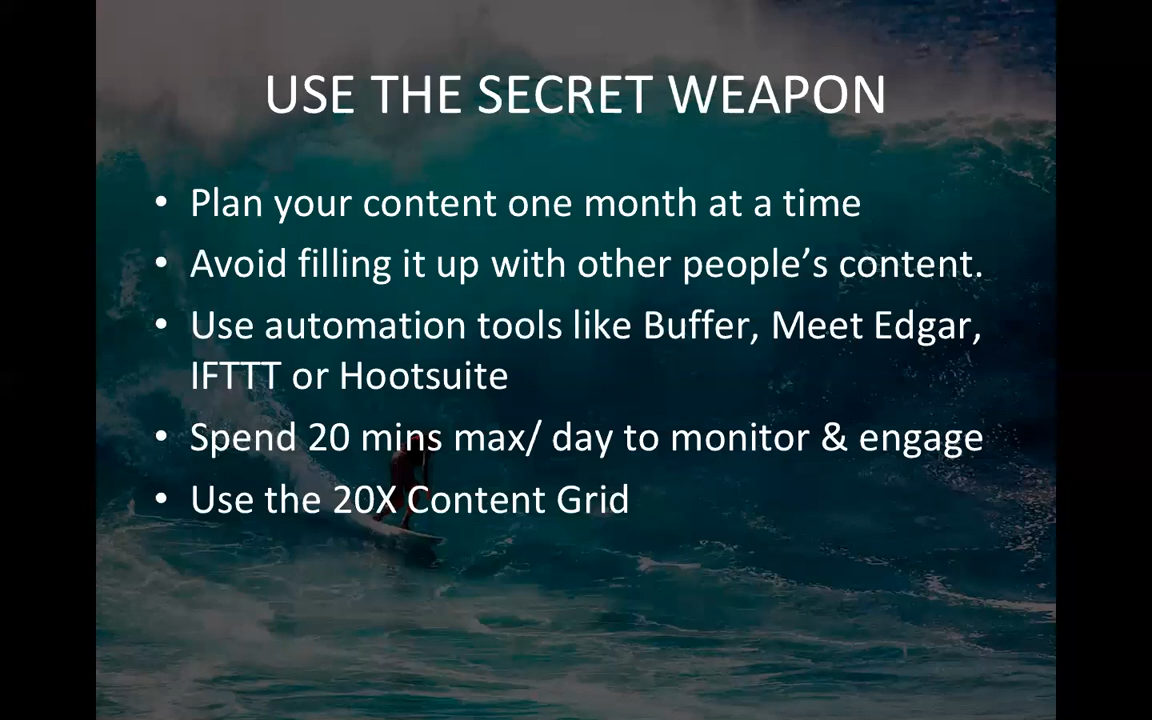 USE THE SECRET WEAPON
• Plan your content one month at a time
• Avoid filling it up with other people’s content.
• Use automation tools like Buffer, Meet Edgar,
IFTTT or Hootsuite
• Spend 20 mins max/ day to monitor & engage
• Use the 20X Content Grid